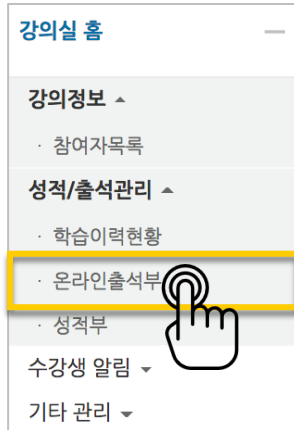 강의실 홈
강의정보
· 참여자목록
성적/출석관리
· 학습이력현황
· 온라인출석부
· 성적부
수강생 알림
기타 관리